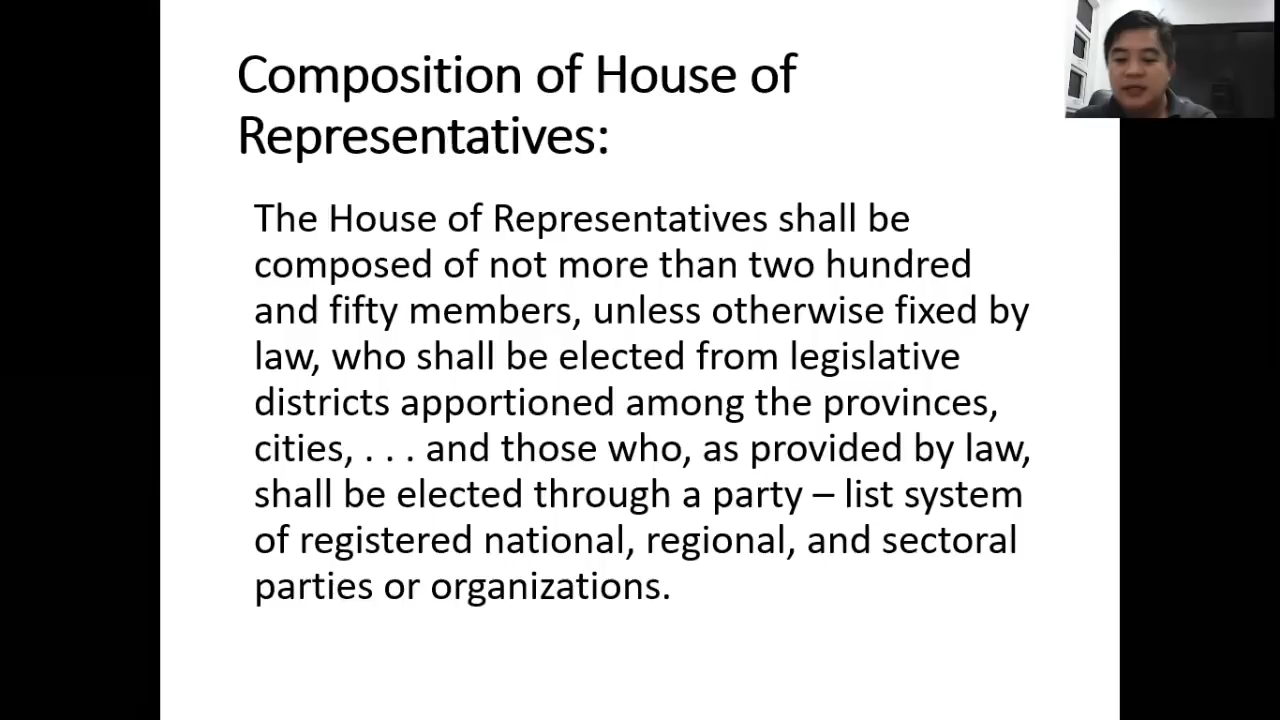 Composition of House of
Representatives:
The House of Representatives shall be
composed of not more than two hundred
and fifty members, unless otherwise fixed by
law, who shall be elected from legislative
districts apportioned among the provinces,
cities, . . . and those who, as provided by law,
shall be elected through a party – list system
of registered national, regional, and sectoral
parties or organizations.